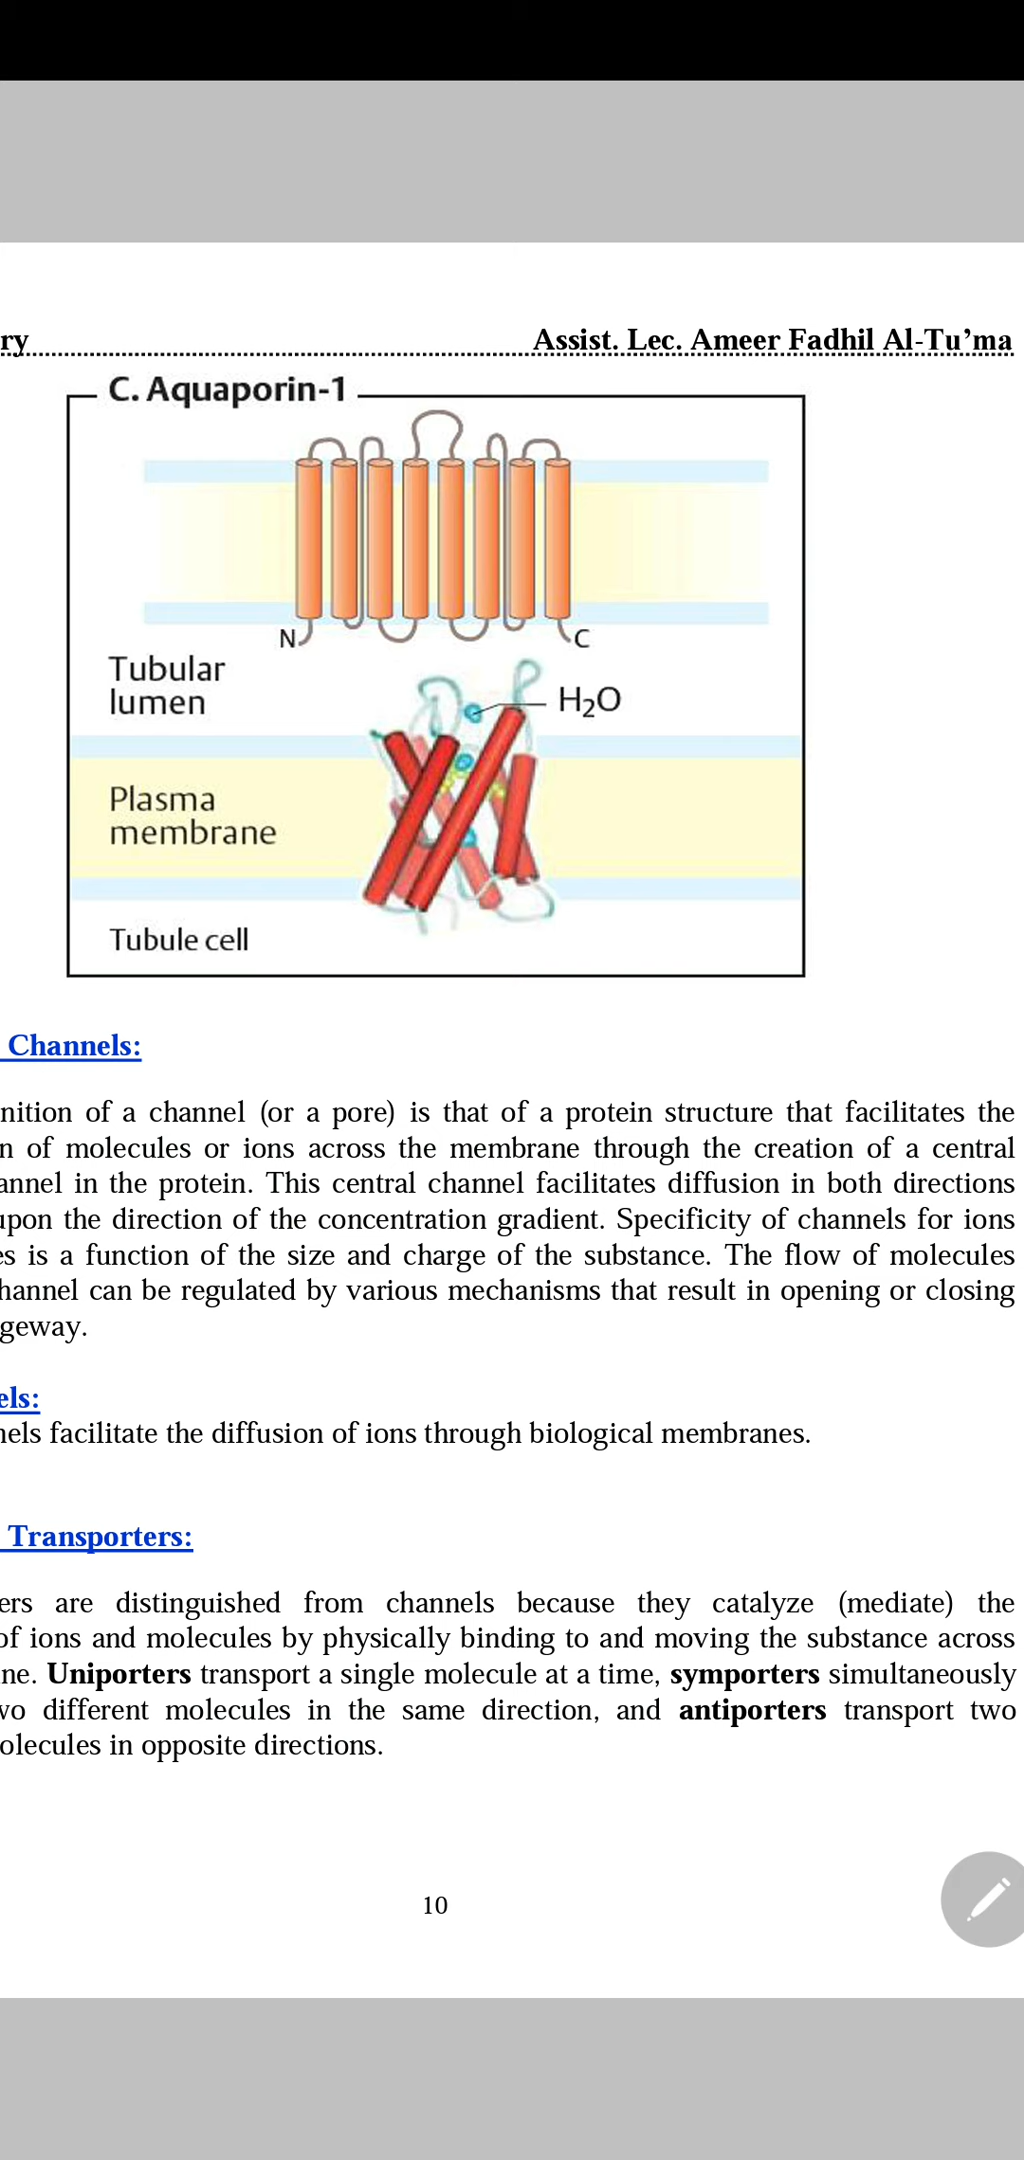 ry
Assist. Lec. Ameer Fadhil Al-Tu’ma
C. Aquaporin-1
N
C
Tubular
lumen
H₂O
Plasma
membrane
Tubule cell
Channels:
nition of a channel (or a pore) is that of a protein structure that facilitates the
n of molecules or ions across the membrane through the creation of a central
annel in the protein. This central channel facilitates diffusion in both directions
upon the direction of the concentration gradient. Specificity of channels for ions
es is a function of the size and charge of the substance. The flow of molecules
hannel can be regulated by various mechanisms that result in opening or closing
geway.
els:
nels facilitate the diffusion of ions through biological membranes.
Transporters:
ers are distinguished from channels because they catalyze (mediate) the
of ions and molecules by physically binding to and moving the substance across
ne. Uniporters transport a single molecule at a time, symporters simultaneously
vo different molecules in the same direction, and antiporters transport two
olecules in opposite directions.
10